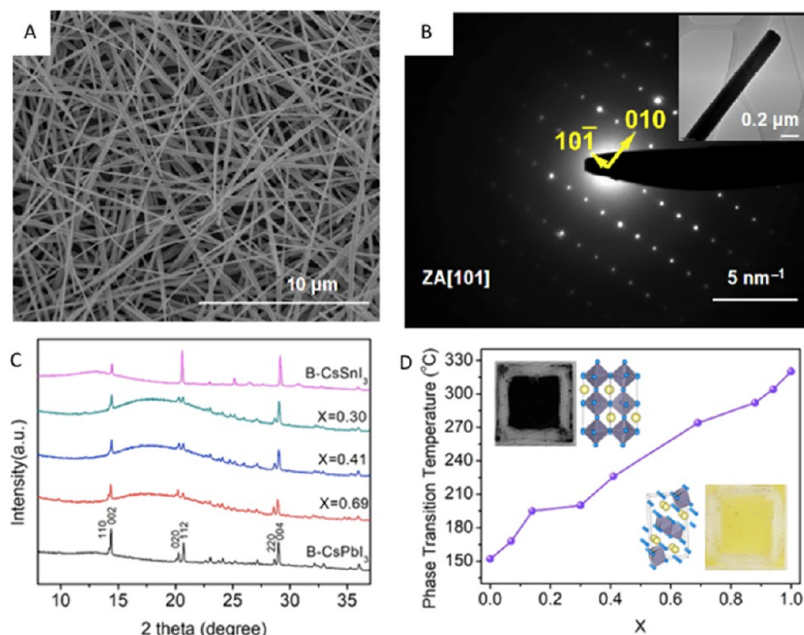 A
10 μm
B
0.2 μm
101̅
010
ZA[101]
5 nm⁻¹
C
Intensity(a.u.)
B-CsSnI₃
X=0.30
X=0.41
X=0.69
B-CsPbI₃
110
002
020
112
220
004
10 15 20 25 30 35
2 theta (degree)
D
Phase Transition Temperature (°C)
330
300
270
240
210
180
150
0.0 0.2 0.4 0.6 0.8 1.0
X